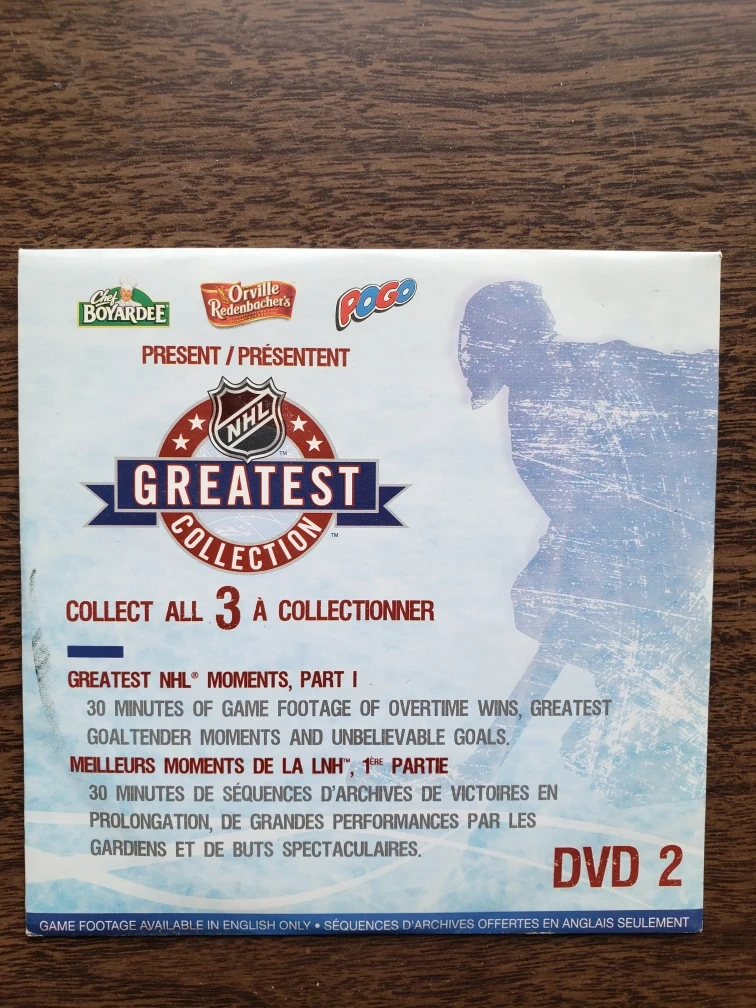 Chef
BOYARDEE
Orville
Redenbacher's
POGO
PRESENT / PRÉSENTENT
NHL
™
GREATEST
COLLECTION
™
COLLECT ALL 3 À COLLECTIONNER
GREATEST NHL® MOMENTS, PART I
30 MINUTES OF GAME FOOTAGE OF OVERTIME WINS, GREATEST
GOALTENDER MOMENTS AND UNBELIEVABLE GOALS.
MEILLEURS MOMENTS DE LA LNH™, 1ÈRE PARTIE
30 MINUTES DE SÉQUENCES D'ARCHIVES DE VICTOIRES EN
PROLONGATION, DE GRANDES PERFORMANCES PAR LES
GARDIENS ET DE BUTS SPECTACULAIRES.
DVD 2
GAME FOOTAGE AVAILABLE IN ENGLISH ONLY • SÉQUENCES D'ARCHIVES OFFERTES EN ANGLAIS SEULEMENT